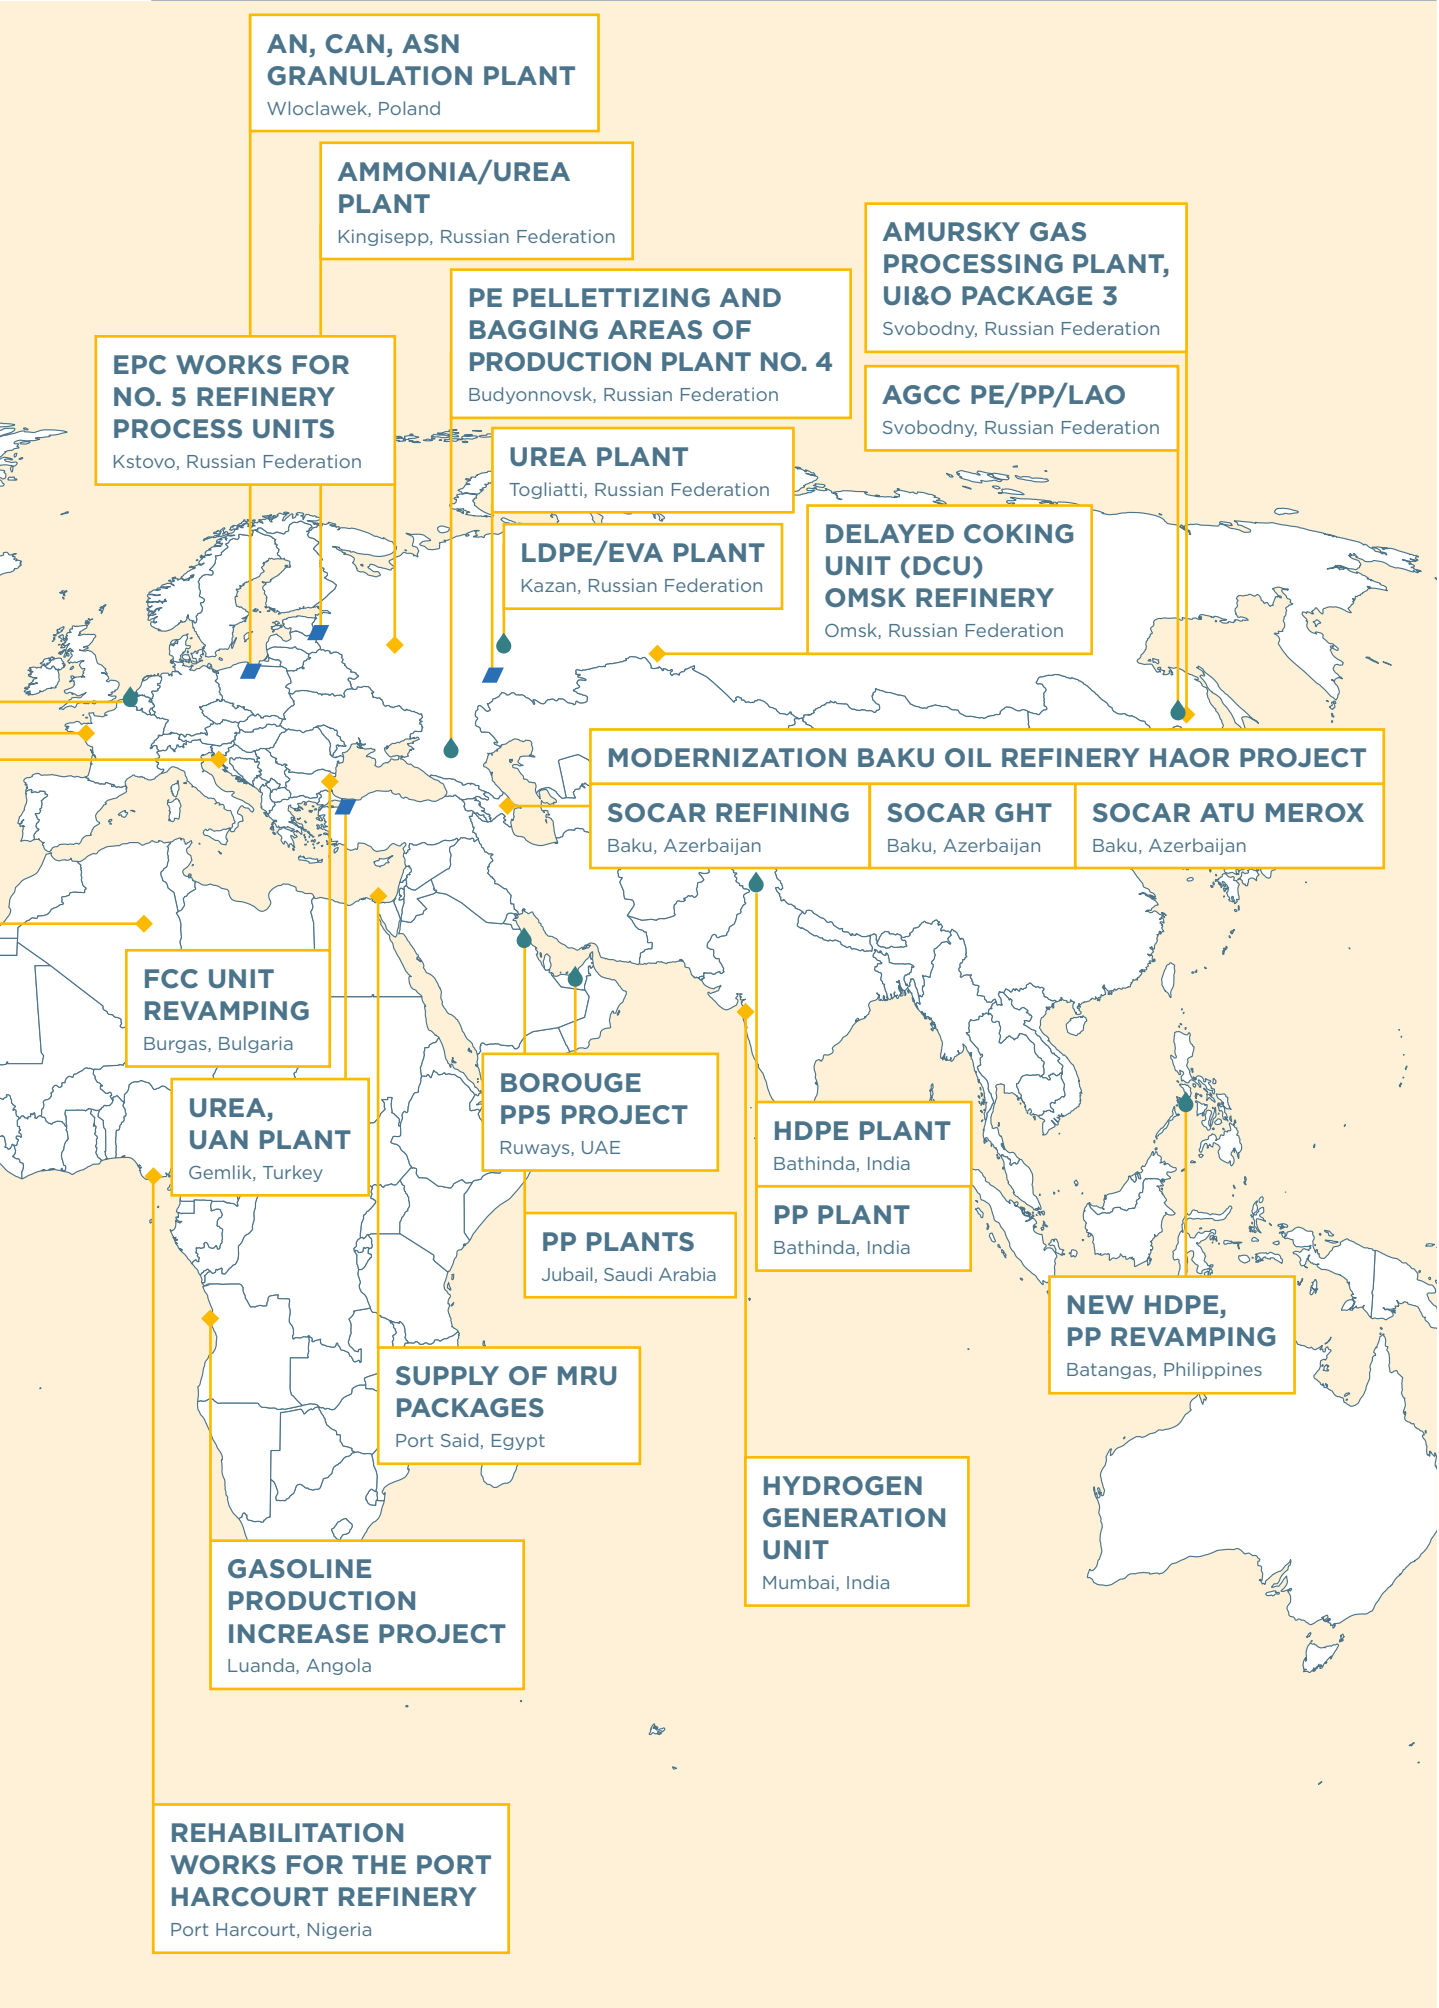 AN, CAN, ASN
GRANULATION PLANT
Wloclawek, Poland
AMMONIA/UREA
PLANT
Kingisepp, Russian Federation
AMURSKY GAS
PROCESSING PLANT,
UI&O PACKAGE 3
Svobodny, Russian Federation
PE PELLETTIZING AND
BAGGING AREAS OF
PRODUCTION PLANT NO. 4
Budyonnovsk, Russian Federation
EPC WORKS FOR
NO. 5 REFINERY
PROCESS UNITS
Kstovo, Russian Federation
AGCC PE/PP/LAO
Svobodny, Russian Federation
UREA PLANT
Togliatti, Russian Federation
LDPE/EVA PLANT
Kazan, Russian Federation
DELAYED COKING
UNIT (DCU)
OMSK REFINERY
Omsk, Russian Federation
MODERNIZATION BAKU OIL REFINERY HAOR PROJECT
SOCAR REFINING
Baku, Azerbaijan
SOCAR GHT
Baku, Azerbaijan
SOCAR ATU MEROX
Baku, Azerbaijan
FCC UNIT
REVAMPING
Burgas, Bulgaria
UREA,
UAN PLANT
Gemlik, Turkey
BOROUGE
PP5 PROJECT
Ruways, UAE
HDPE PLANT
Bathinda, India
PP PLANT
Bathinda, India
PP PLANTS
Jubail, Saudi Arabia
NEW HDPE,
PP REVAMPING
Batangas, Philippines
SUPPLY OF MRU
PACKAGES
Port Said, Egypt
HYDROGEN
GENERATION
UNIT
Mumbai, India
GASOLINE
PRODUCTION
INCREASE PROJECT
Luanda, Angola
REHABILITATION
WORKS FOR THE PORT
HARCOURT REFINERY
Port Harcourt, Nigeria